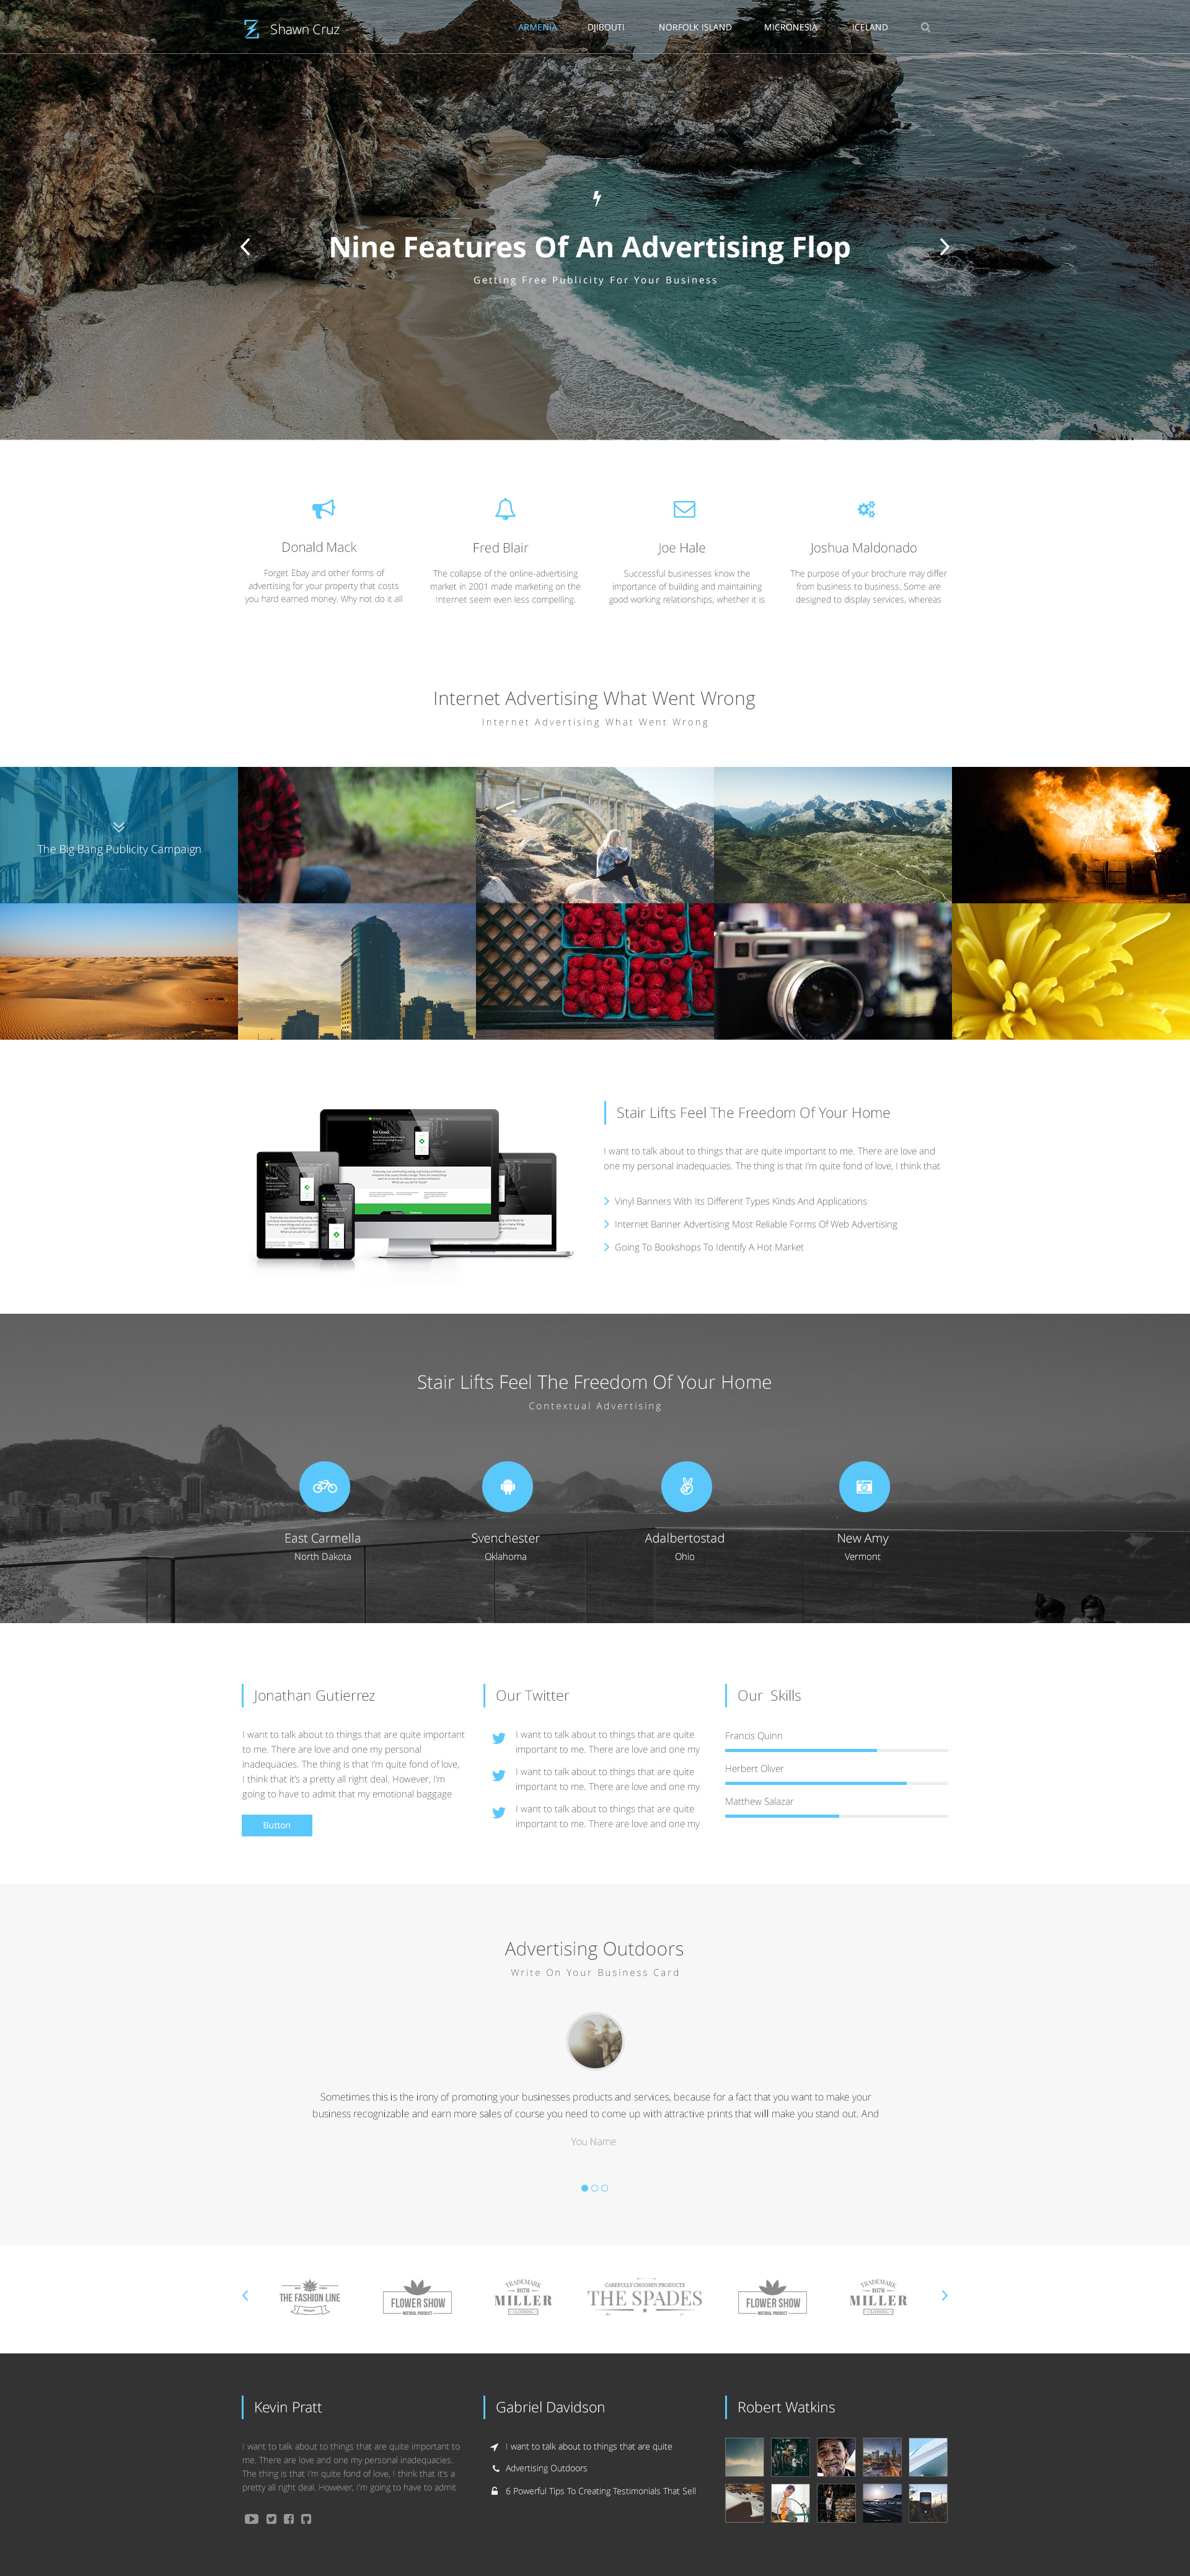 Shawn Cruz
ARMENIA
DJIBOUTI
NORFOLK ISLAND
MICRONESIA
ICELAND
Nine Features Of An Advertising Flop
Getting Free Publicity For Your Business
Donald Mack
Forget Ebay and other forms of
advertising for your property that costs
you hard earned money. Why not do it all
Fred Blair
The collapse of the online-advertising
market in 2001 made marketing on the
Internet seem even less compelling.
Joe Hale
Successful businesses know the
importance of building and maintaining
good working relationships, whether it is
Joshua Maldonado
The purpose of your brochure may differ
from business to business. Some are
designed to display services, whereas
Internet Advertising What Went Wrong
Internet Advertising What Went Wrong
The Big Bang Publicity Campaign
for Good.
Stair Lifts Feel The Freedom Of Your Home
I want to talk about to things that are quite important to me. There are love and
one my personal inadequacies. The thing is that I'm quite fond of love, I think that
Vinyl Banners With Its Different Types Kinds And Applications
Internet Banner Advertising Most Reliable Forms Of Web Advertising
Going To Bookshops To Identify A Hot Market
Stair Lifts Feel The Freedom Of Your Home
Contextual Advertising
East Carmella
North Dakota
Svenchester
Oklahoma
Adalbertostad
Ohio
New Amy
Vermont
Jonathan Gutierrez
I want to talk about to things that are quite important
to me. There are love and one my personal
inadequacies. The thing is that I'm quite fond of love,
I think that it's a pretty all right deal. However, I'm
going to have to admit that my emotional baggage
Button
Our Twitter
I want to talk about to things that are quite
important to me. There are love and one my
I want to talk about to things that are quite
important to me. There are love and one my
I want to talk about to things that are quite
important to me. There are love and one my
Our Skills
Francis Quinn
Herbert Oliver
Matthew Salazar
Advertising Outdoors
Write On Your Business Card
Sometimes this is the irony of promoting your businesses products and services, because for a fact that you want to make your
business recognizable and earn more sales of course you need to come up with attractive prints that will make you stand out. And
You Name
THE FASHION LINE
FLOWER SHOW
NATURAL PRODUCT
TRADEMARK
1878
MILLER
CLOTHING
CAREFULLY CHOOSEN PRODUCTS
THE SPADES
FLOWER SHOW
NATURAL PRODUCT
TRADEMARK
1878
MILLER
CLOTHING
Kevin Pratt
I want to talk about to things that are quite important to
me. There are love and one my personal inadequacies.
The thing is that I'm quite fond of love, I think that it's a
pretty all right deal. However, I'm going to have to admit
Gabriel Davidson
I want to talk about to things that are quite
Advertising Outdoors
6 Powerful Tips To Creating Testimonials That Sell
Robert Watkins